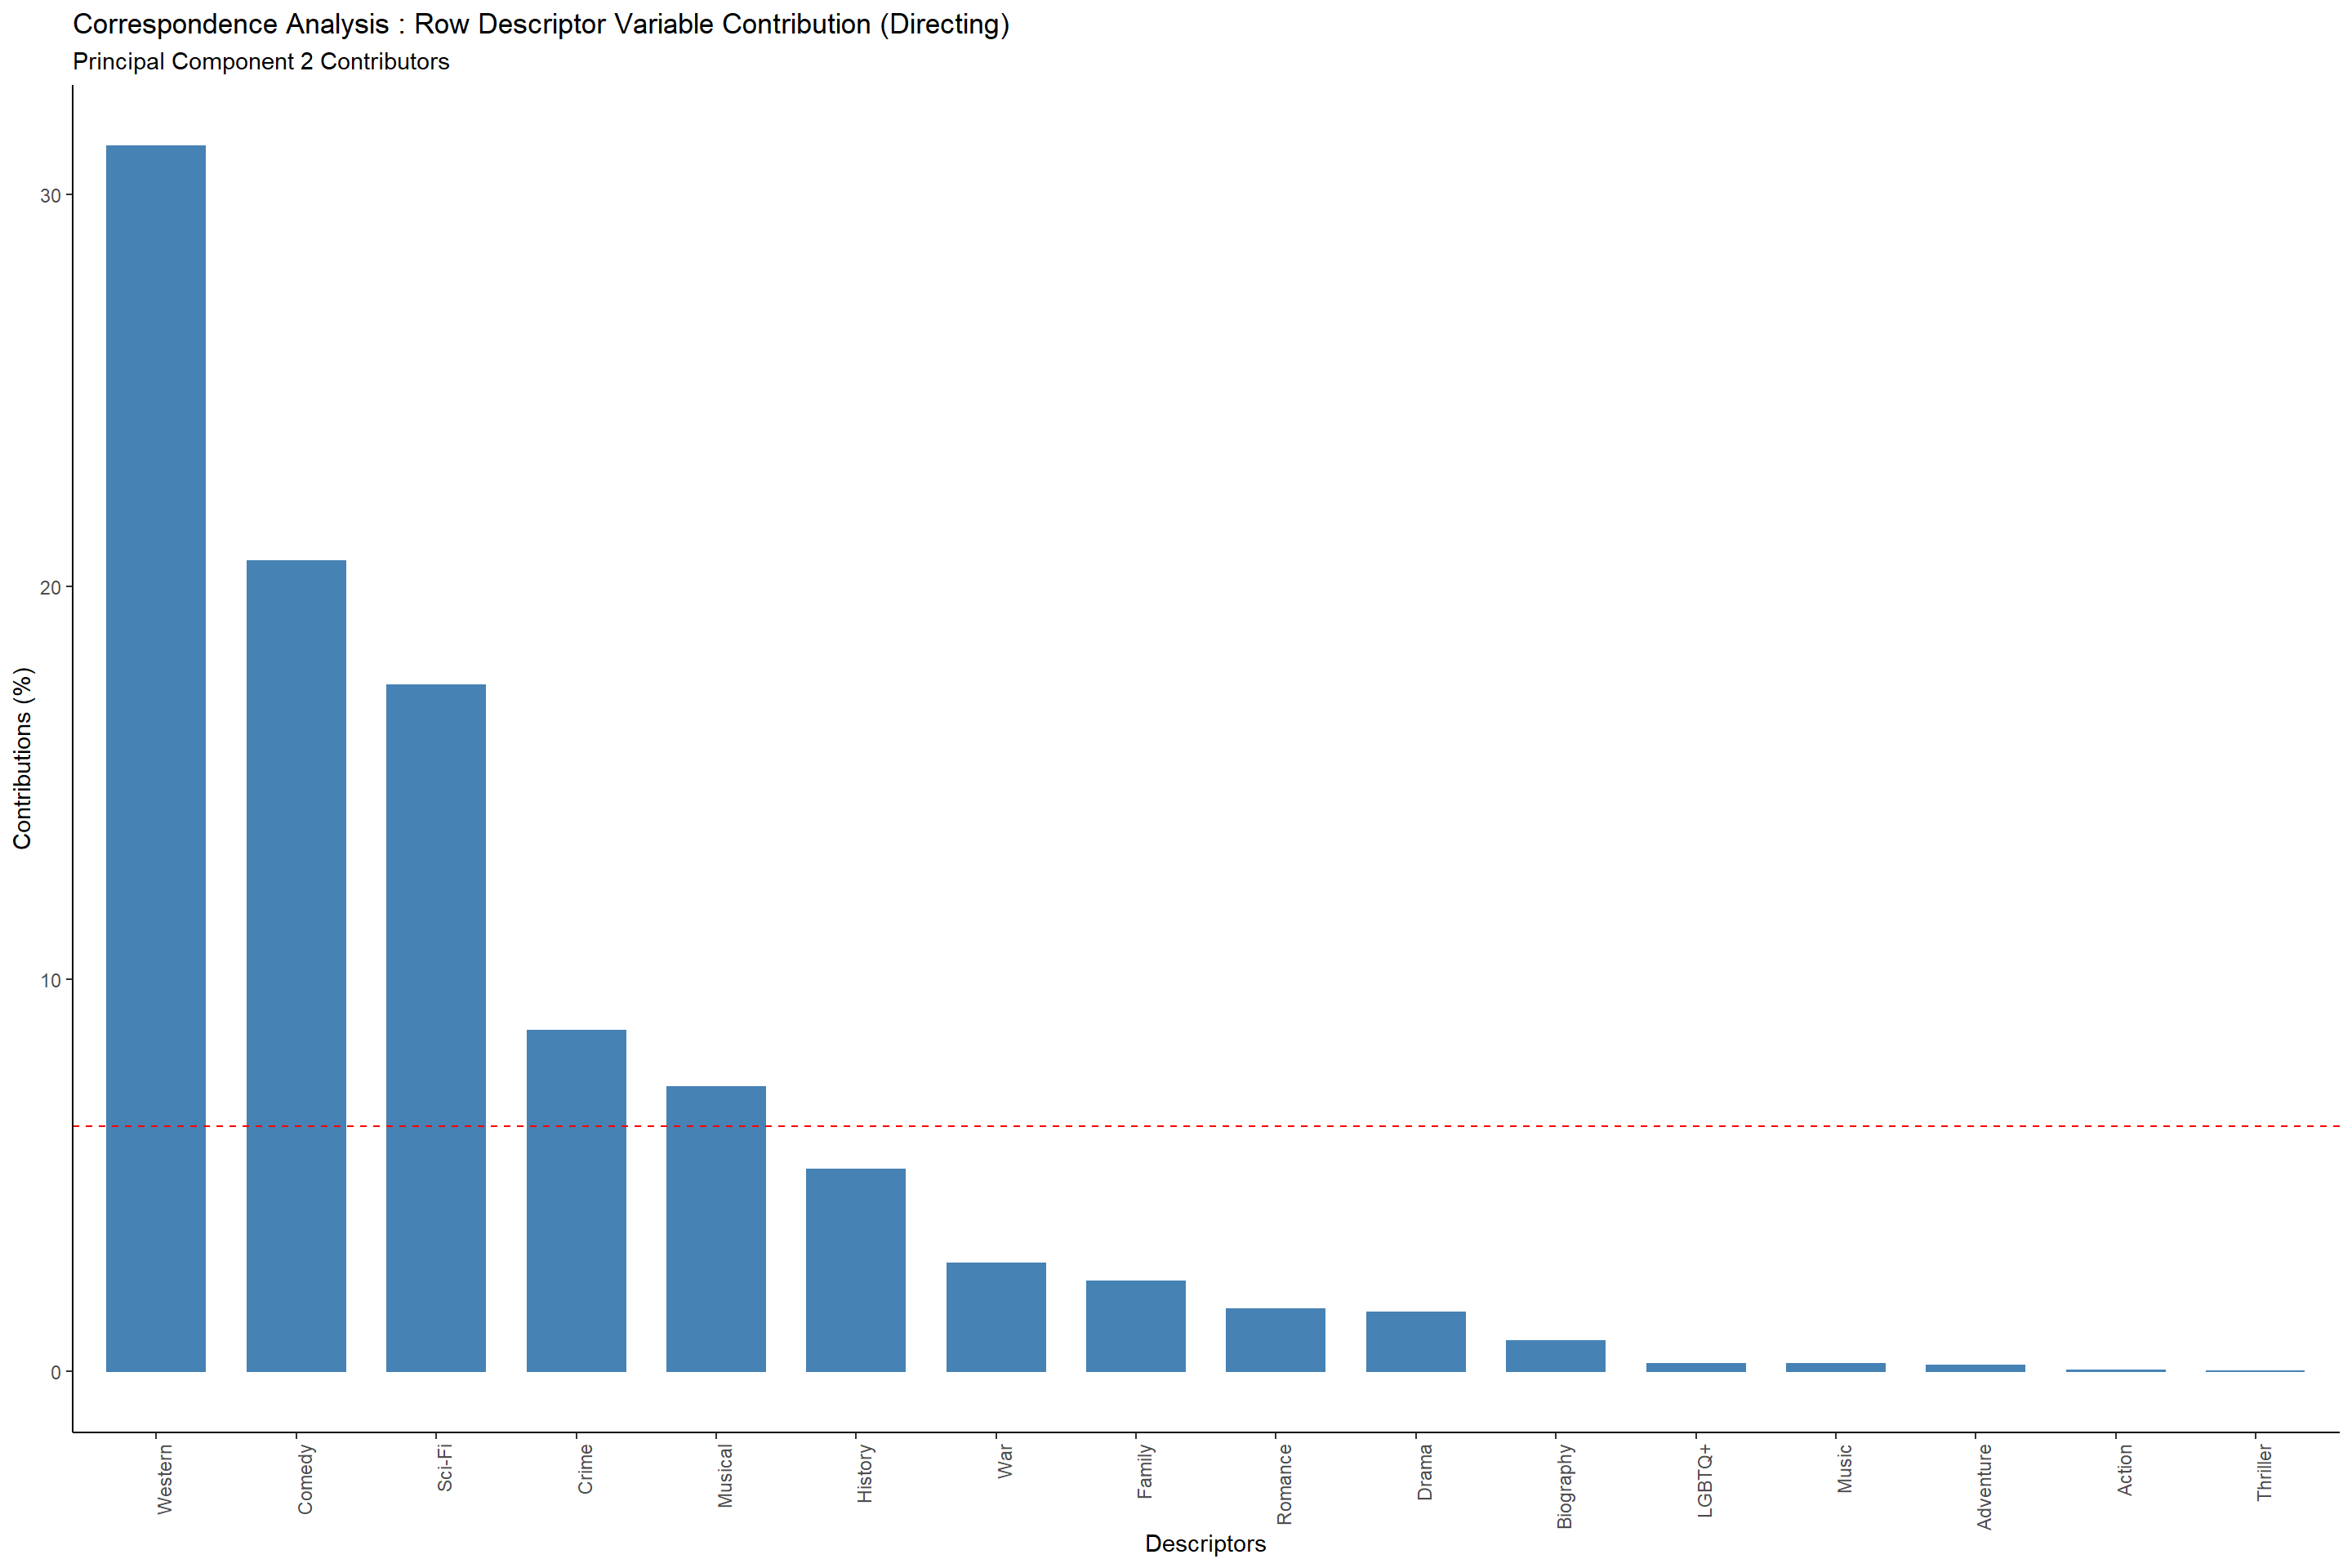 Correspondence Analysis : Row Descriptor Variable Contribution (Directing)
Principal Component 2 Contributors
Contributions (%)
30
20
10
0
Western
Comedy
Sci-Fi
Crime
Musical
History
War
Family
Romance
Drama
Biography
LGBTQ+
Music
Adventure
Action
Thriller
Descriptors